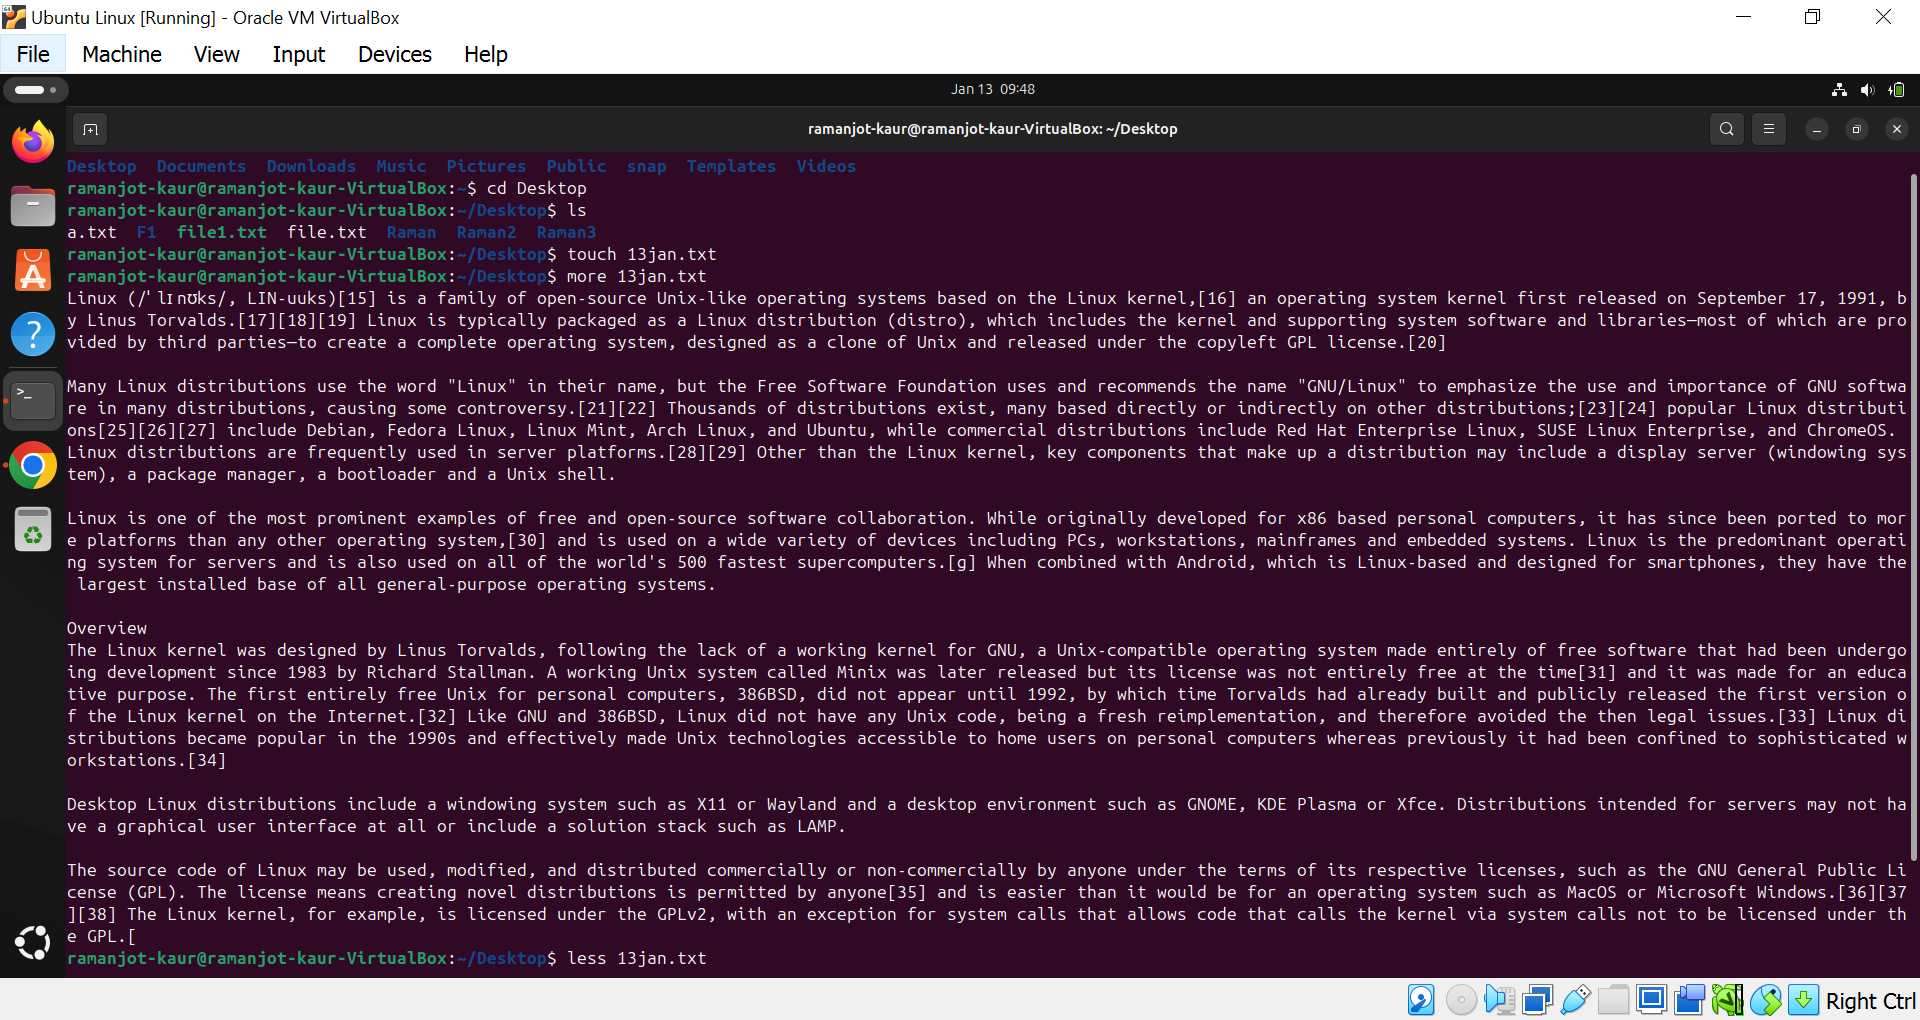 Ubuntu Linux [Running] - Oracle VM VirtualBox
File Machine View Input Devices Help
Jan 13 09:48
ramanjot-kaur@ramanjot-kaur-VirtualBox: ~/Desktop
Desktop Documents Downloads Music Pictures Public snap Templates Videos
ramanjot-kaur@ramanjot-kaur-VirtualBox:~$ cd Desktop
ramanjot-kaur@ramanjot-kaur-VirtualBox:~/Desktop$ ls
a.txt F1 file1.txt file.txt Raman Raman2 Raman3
ramanjot-kaur@ramanjot-kaur-VirtualBox:~/Desktop$ touch 13jan.txt
ramanjot-kaur@ramanjot-kaur-VirtualBox:~/Desktop$ more 13jan.txt
Linux (/ˈlɪnʊks/, LIN-uuks)[15] is a family of open-source Unix-like operating systems based on the Linux kernel,[16] an operating system kernel first released on September 17, 1991, b
y Linus Torvalds.[17][18][19] Linux is typically packaged as a Linux distribution (distro), which includes the kernel and supporting system software and libraries—most of which are pro
vided by third parties—to create a complete operating system, designed as a clone of Unix and released under the copyleft GPL license.[20]
Many Linux distributions use the word "Linux" in their name, but the Free Software Foundation uses and recommends the name "GNU/Linux" to emphasize the use and importance of GNU softwa
re in many distributions, causing some controversy.[21][22] Thousands of distributions exist, many based directly or indirectly on other distributions;[23][24] popular Linux distributi
ons[25][26][27] include Debian, Fedora Linux, Linux Mint, Arch Linux, and Ubuntu, while commercial distributions include Red Hat Enterprise Linux, SUSE Linux Enterprise, and ChromeOS.
Linux distributions are frequently used in server platforms.[28][29] Other than the Linux kernel, key components that make up a distribution may include a display server (windowing sys
tem), a package manager, a bootloader and a Unix shell.
Linux is one of the most prominent examples of free and open-source software collaboration. While originally developed for x86 based personal computers, it has since been ported to mor
e platforms than any other operating system,[30] and is used on a wide variety of devices including PCs, workstations, mainframes and embedded systems. Linux is the predominant operati
ng system for servers and is also used on all of the world's 500 fastest supercomputers.[g] When combined with Android, which is Linux-based and designed for smartphones, they have the
largest installed base of all general-purpose operating systems.
Overview
The Linux kernel was designed by Linus Torvalds, following the lack of a working kernel for GNU, a Unix-compatible operating system made entirely of free software that had been undergo
ing development since 1983 by Richard Stallman. A working Unix system called Minix was later released but its license was not entirely free at the time[31] and it was made for an educa
tive purpose. The first entirely free Unix for personal computers, 386BSD, did not appear until 1992, by which time Torvalds had already built and publicly released the first version o
f the Linux kernel on the Internet.[32] Like GNU and 386BSD, Linux did not have any Unix code, being a fresh reimplementation, and therefore avoided the then legal issues.[33] Linux di
stributions became popular in the 1990s and effectively made Unix technologies accessible to home users on personal computers whereas previously it had been confined to sophisticated w
orkstations.[34]
Desktop Linux distributions include a windowing system such as X11 or Wayland and a desktop environment such as GNOME, KDE Plasma or Xfce. Distributions intended for servers may not ha
ve a graphical user interface at all or include a solution stack such as LAMP.
The source code of Linux may be used, modified, and distributed commercially or non-commercially by anyone under the terms of its respective licenses, such as the GNU General Public Li
cense (GPL). The license means creating novel distributions is permitted by anyone[35] and is easier than it would be for an operating system such as MacOS or Microsoft Windows.[36][37
][38] The Linux kernel, for example, is licensed under the GPLv2, with an exception for system calls that allows code that calls the kernel via system calls not to be licensed under th
e GPL.[
ramanjot-kaur@ramanjot-kaur-VirtualBox:~/Desktop$ less 13jan.txt
Right Ctrl